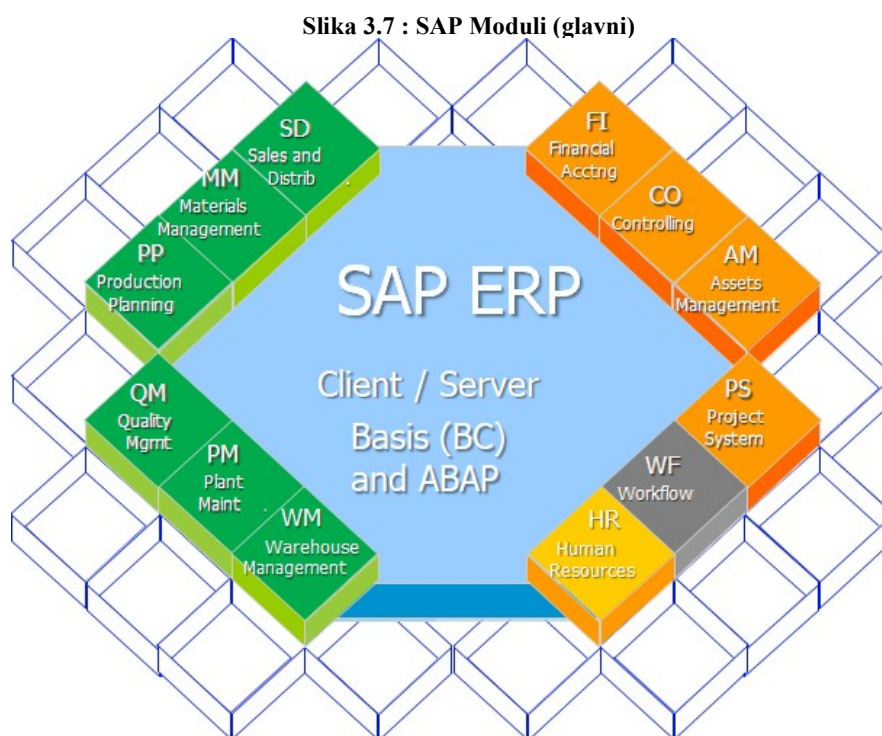 Slika 3.7 : SAP Moduli (glavni)
SD
Sales and
Distrib
MM
Materials
Management
PP
Production
Planning
FI
Financial
Acctng
CO
Controlling
AM
Assets
Management
SAP ERP
Client / Server
Basis (BC)
and ABAP
QM
Quality
Mgmt
PM
Plant
Maint
WM
Warehouse
Management
PS
Project
System
WF
Workflow
HR
Human
Resources